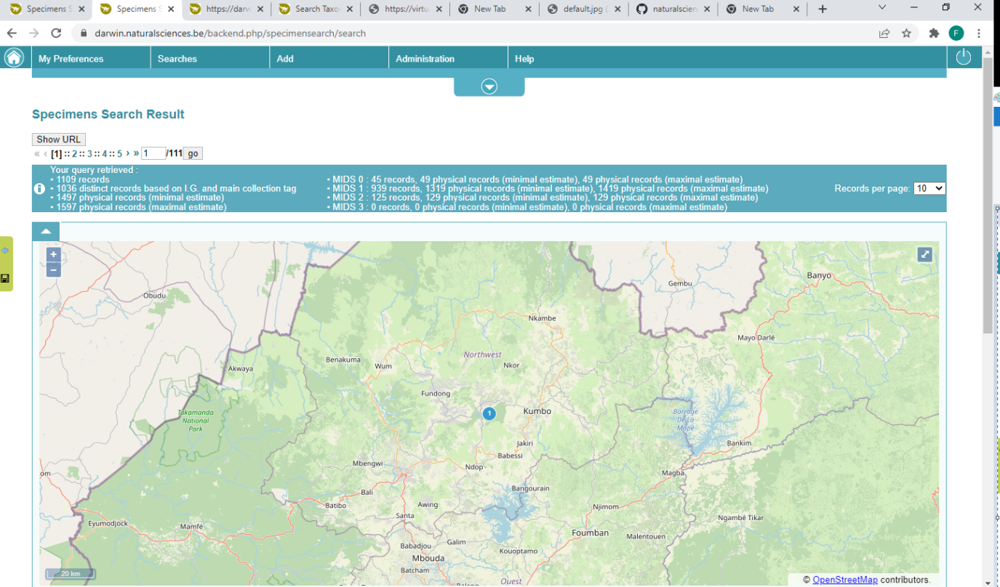 Specimens S
Specimens S
https://darw
Search Taxo
https://virtu
New Tab
default.jpg (
naturalscien
New Tab
darwin.naturalsciences.be/backend.php/specimensearch/search
F
My Preferences
Searches
Add
Administration
Help
Specimens Search Result
Show URL
« ‹ [1] :: 2 :: 3 :: 4 :: 5 › » 1 /111 go
Your query retrieved :
• 1109 records
• 1036 distinct records based on I.G. and main collection tag
• 1497 physical records (minimal estimate)
• 1597 physical records (maximal estimate)
• MIDS 0 : 45 records, 49 physical records (minimal estimate), 49 physical records (maximal estimate)
• MIDS 1 : 939 records, 1319 physical records (minimal estimate), 1419 physical records (maximal estimate)
• MIDS 2 : 125 records, 129 physical records (minimal estimate), 129 physical records (maximal estimate)
• MIDS 3 : 0 records, 0 physical records (minimal estimate), 0 physical records (maximal estimate)
Records per page: 10
+
−
Gembu
Banyo
Obudu
Nkambe
Mayo Darlé
Northwest
Benakuma
Wum
Nkor
Akwaya
Fundong
Takamanda
National
Park
1
Kumbo
Barrage
De La
Mapé
Jakiri
Bankim
Babessi
Mbengwi
Ndop
Magba
om
Bali
Bangourain
Batibo
Awing
Njimom
Santa
Ngambé Tikar
Eyumodjock
Mamfé
Foumban
Malentouen
Babadjou
Galim
Kouoptamo
Mbouda
Batcham
20 km
Ouest
© OpenStreetMap contributors.